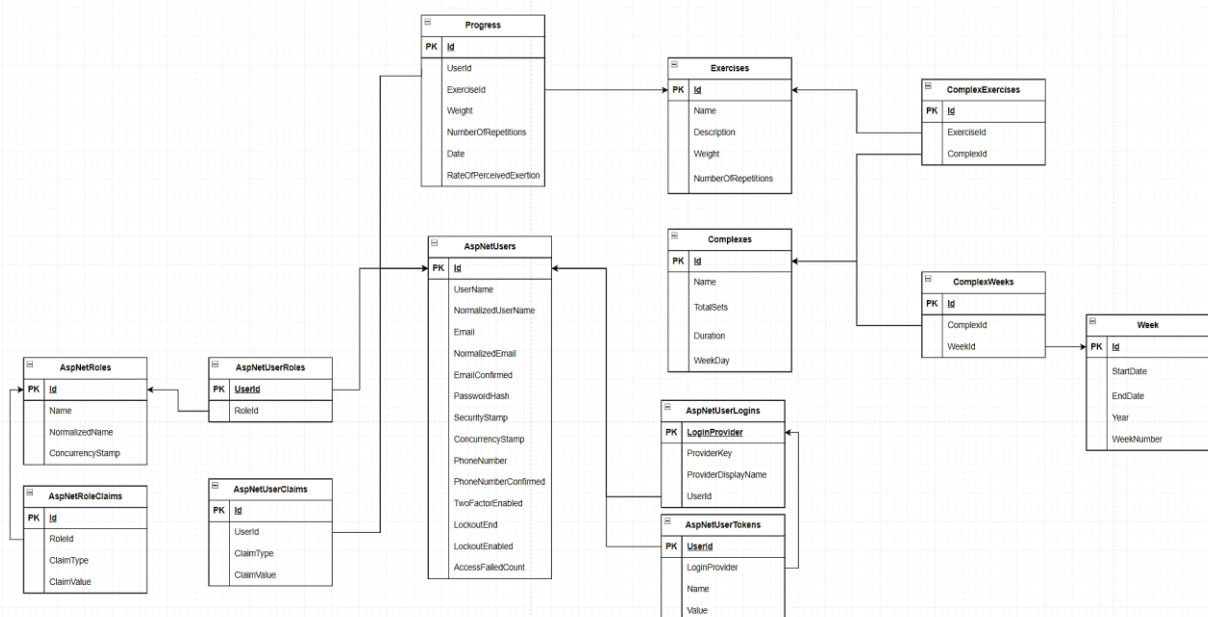 Progress
PK Id
UserId
ExerciseId
Weight
NumberOfRepetitions
Date
RateOfPerceivedExertion
Exercises
PK Id
Name
Description
Weight
NumberOfRepetitions
ComplexExercises
PK Id
ExerciseId
ComplexId
AspNetUsers
PK Id
UserName
NormalizedUserName
Email
NormalizedEmail
EmailConfirmed
PasswordHash
SecurityStamp
ConcurrencyStamp
PhoneNumber
PhoneNumberConfirmed
TwoFactorEnabled
LockoutEnd
LockoutEnabled
AccessFailedCount
Complexes
PK Id
Name
TotalSets
Duration
WeekDay
ComplexWeeks
PK Id
ComplexId
WeekId
Week
PK Id
StartDate
EndDate
Year
WeekNumber
AspNetRoles
PK Id
Name
NormalizedName
ConcurrencyStamp
AspNetUserRoles
PK UserId
RoleId
AspNetUserLogins
PK LoginProvider
ProviderKey
ProviderDisplayName
UserId
AspNetRoleClaims
PK Id
RoleId
ClaimType
ClaimValue
AspNetUserClaims
PK Id
UserId
ClaimType
ClaimValue
AspNetUserTokens
PK UserId
LoginProvider
Name
Value